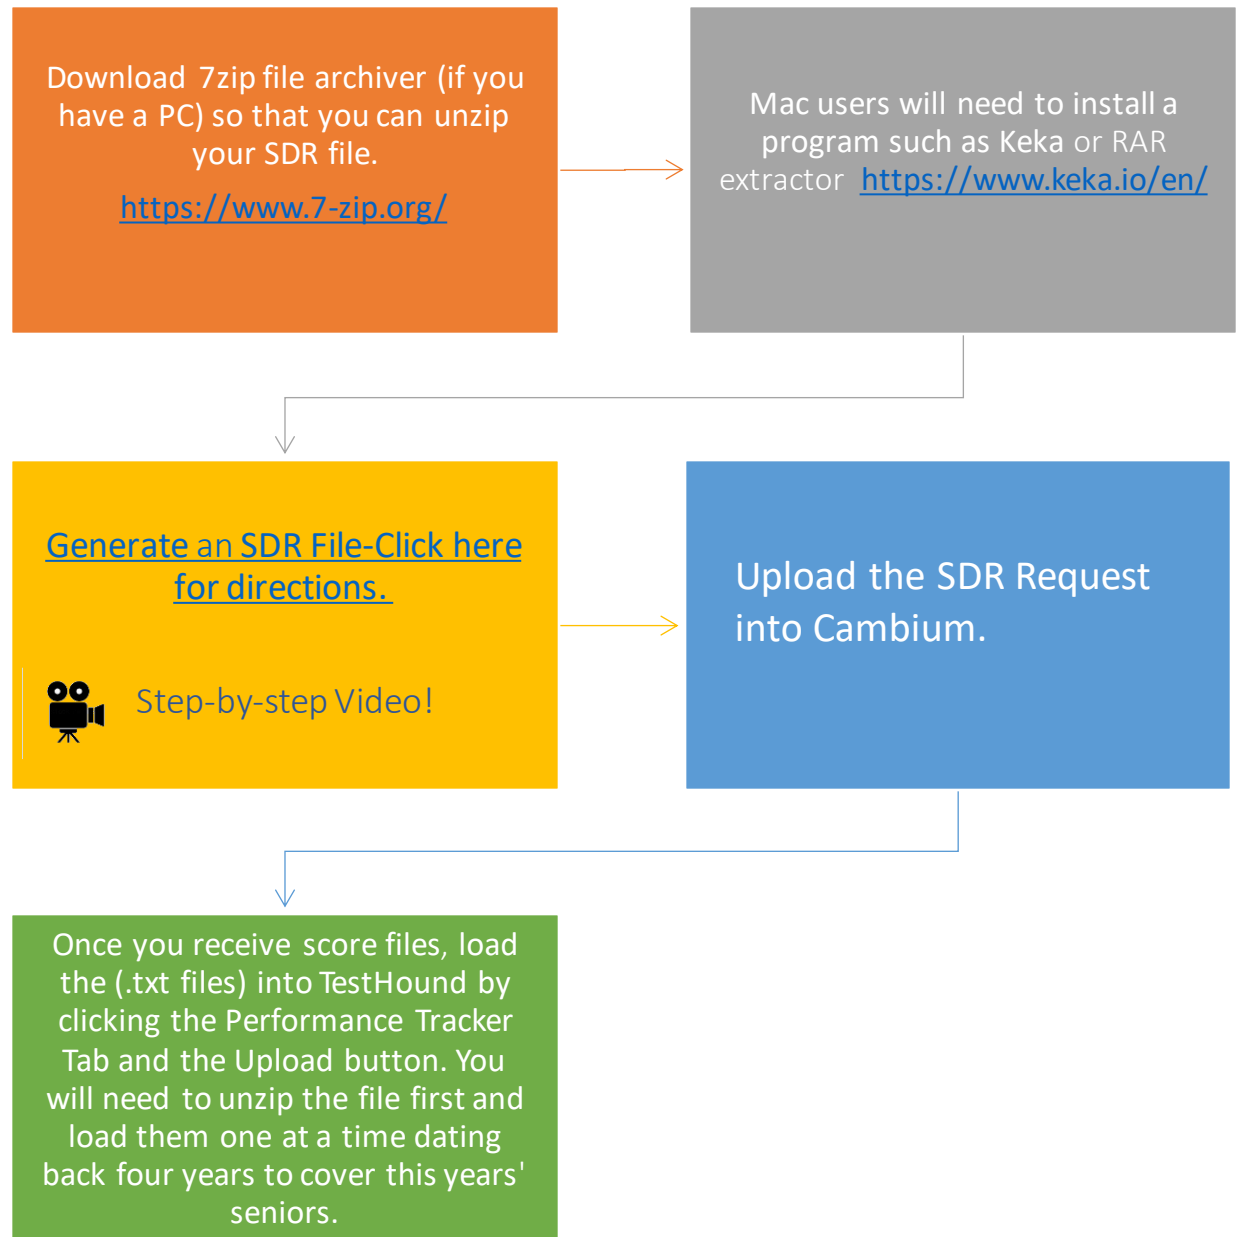 Download 7zip file archiver (if you
have a PC) so that you can unzip
your SDR file.
https://www.7-zip.org/
Mac users will need to install a
program such as Keka or RAR
extractor https://www.keka.io/en/
Generate an SDR File-Click here
for directions.
Step-by-step Video!
Upload the SDR Request
into Cambium.
Once you receive score files, load
the (.txt files) into TestHound by
clicking the Performance Tracker
Tab and the Upload button. You
will need to unzip the file first and
load them one at a time dating
back four years to cover this years'
seniors.